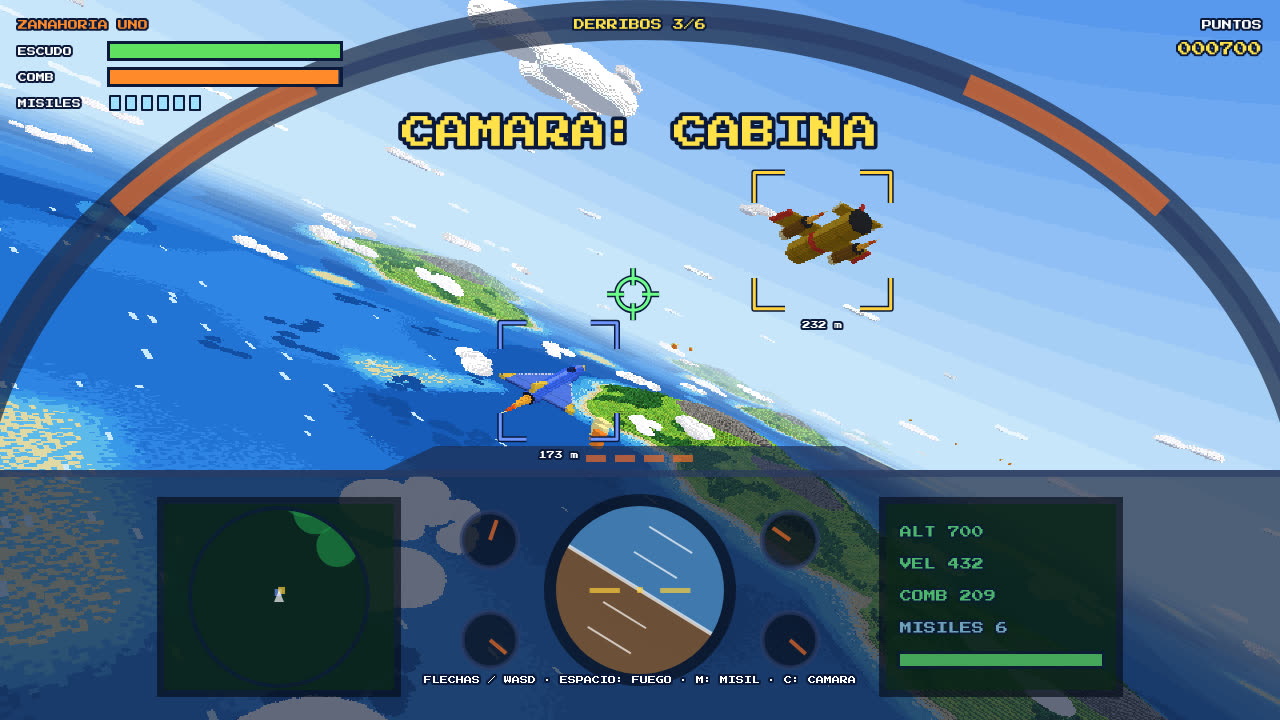 ZANAHORIA UNO
DERRIBOS 3/6
PUNTOS
000700
ESCUDO
COMB
MISILES
CAMARA: CABINA
232 m
173 m
ALT 700
VEL 432
COMB 209
MISILES 6
FLECHAS / WASD · ESPACIO: FUEGO · M: MISIL · C: CAMARA